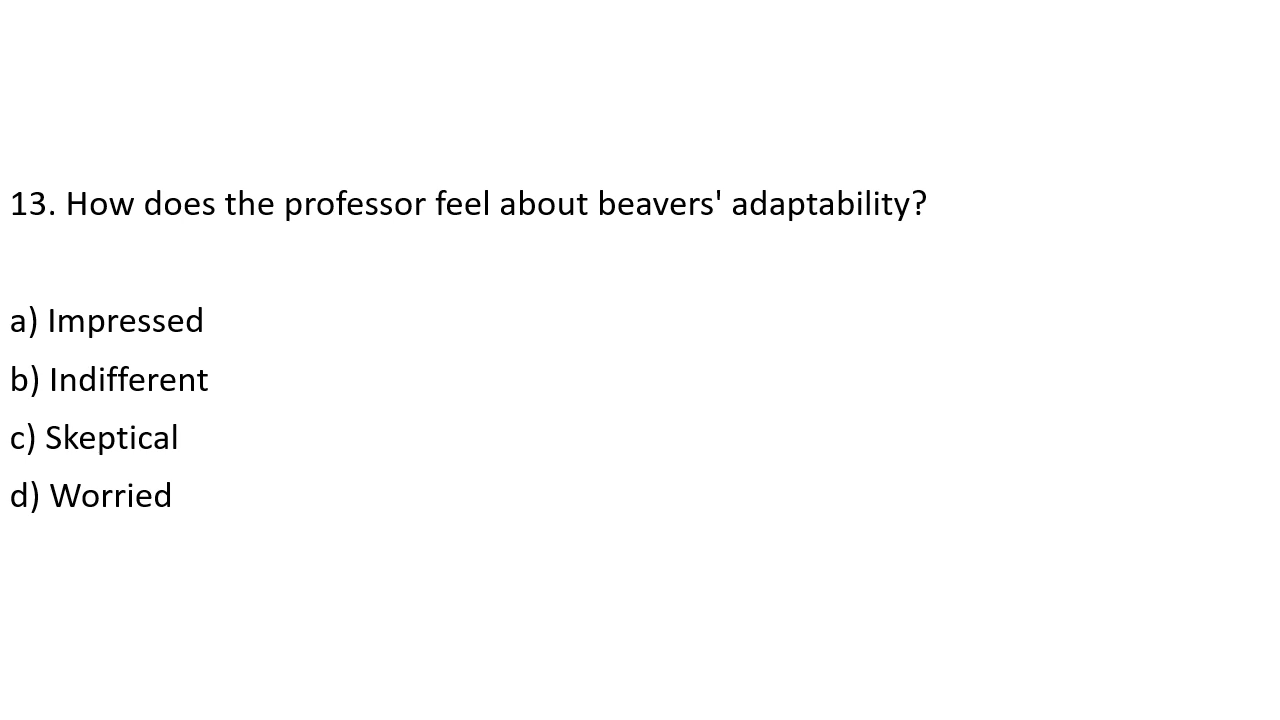 13. How does the professor feel about beavers' adaptability?
a) Impressed
b) Indifferent
c) Skeptical
d) Worried